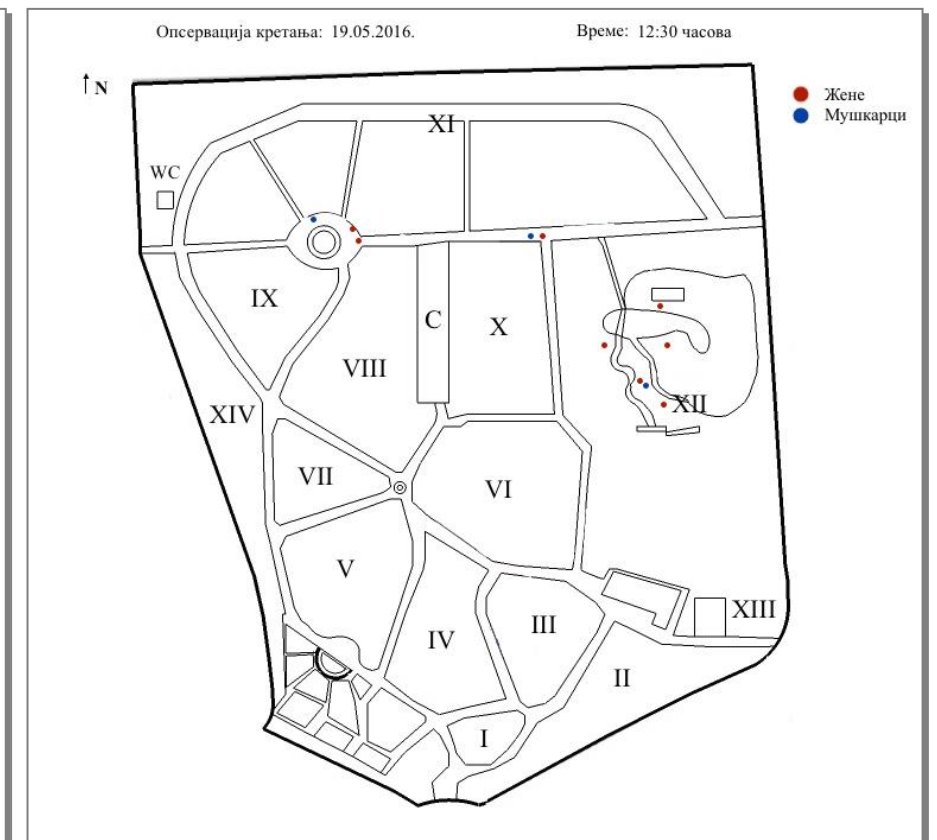 Опсервација кретања: 19.05.2016. Време: 12:30 часова
N
Жене
Мушкарци
XI
WC
IX
C
X
VIII
XIV
XII
VII
VI
V
XIII
III
IV
II
I